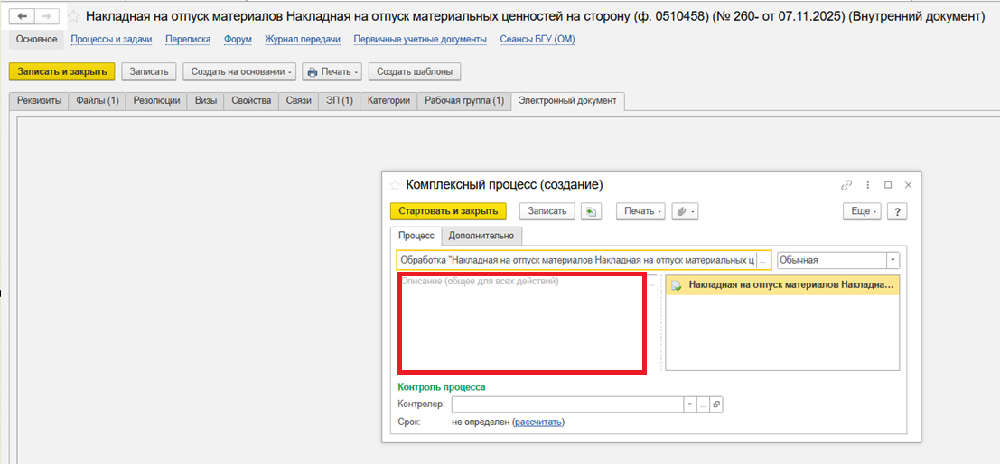 Накладная на отпуск материалов Накладная на отпуск материальных ценностей на сторону (ф. 0510458) (№ 260- от 07.11.2025) (Внутренний документ)
Основное Процессы и задачи Переписка Форум Журнал передачи Первичные учетные документы Сеансы БГУ (ОМ)
Записать и закрыть Записать Создать на основании Печать Создать шаблоны
Реквизиты Файлы (1) Резолюции Визы Свойства Связи ЭП (1) Категории Рабочая группа (1) Электронный документ
Комплексный процесс (создание)
Стартовать и закрыть Записать Печать Еще ?
Процесс Дополнительно
Обработка "Накладная на отпуск материалов Накладная на отпуск материальных ц ... Обычная
Описание (общее для всех действий) ... Накладная на отпуск материалов Накладна...
Контроль процесса
Контролер: ...
Срок: не определен (рассчитать)